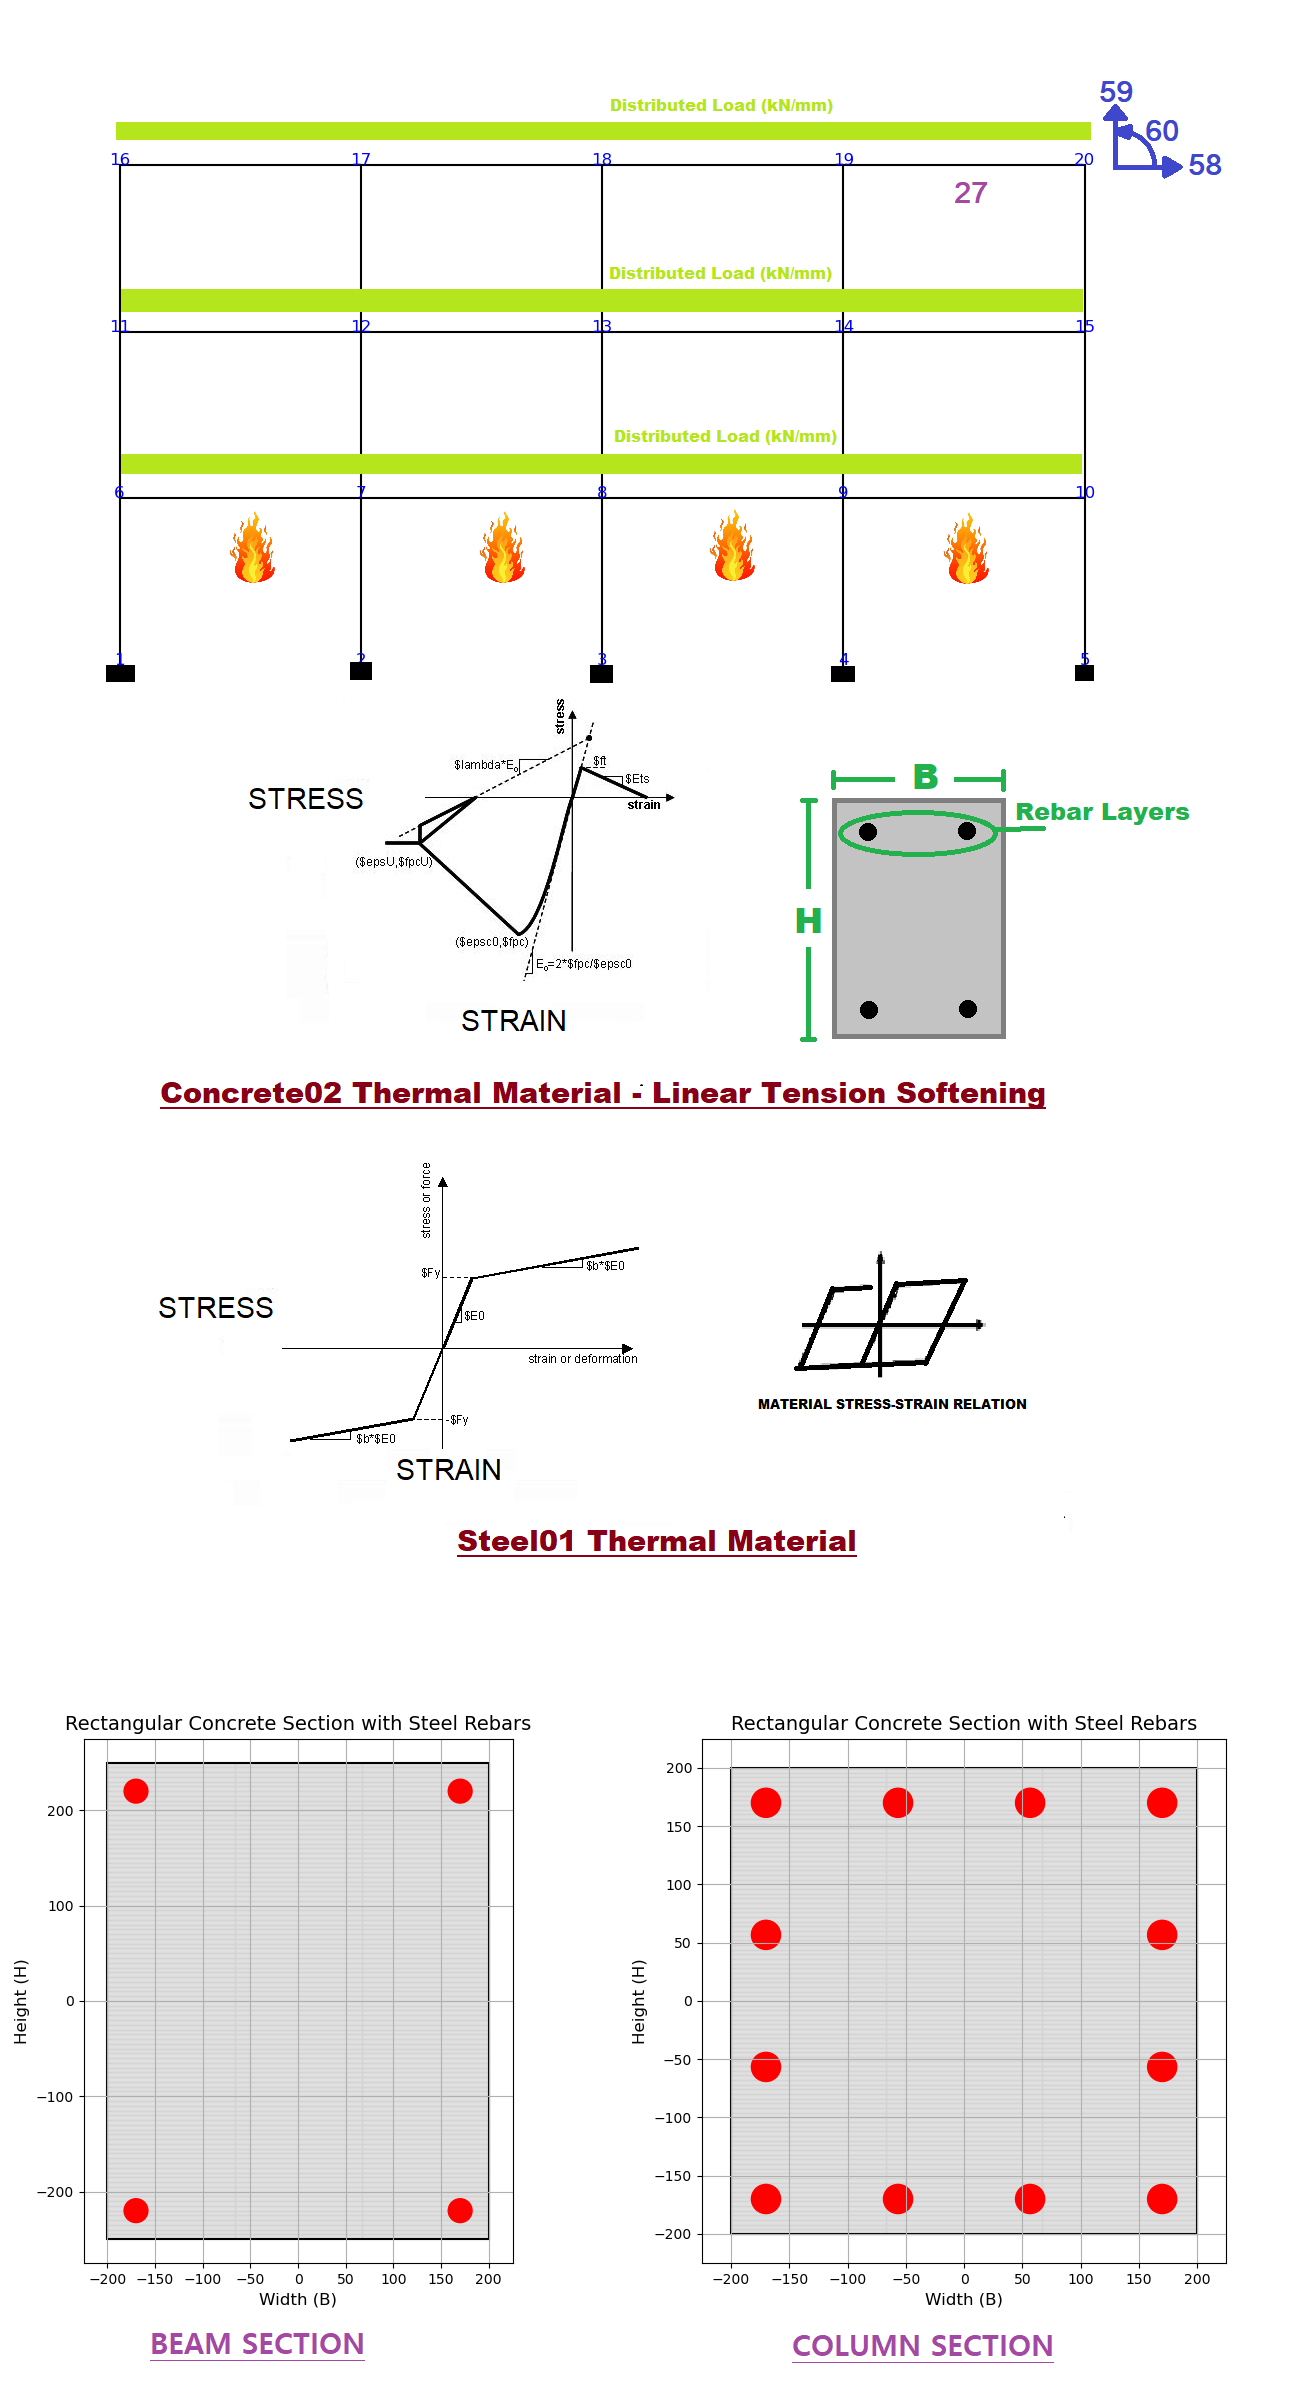 Distributed Load (kN/mm)
59
60
58
16 17 18 19 20
27
Distributed Load (kN/mm)
11 12 13 14 15
Distributed Load (kN/mm)
6 7 8 9 10
1 2 3 4 5
stress
$lambda*E₀
$ft
$Ets
strain
STRESS
($epsU,$fpcU)
($epsc0,$fpc)
E₀=2*$fpc/$epsc0
STRAIN
B
Rebar Layers
H
Concrete02 Thermal Material - Linear Tension Softening
stress or force
$Fy
$b*$E0
STRESS
$E0
strain or deformation
-$Fy
$b*$E0
STRAIN
MATERIAL STRESS-STRAIN RELATION
Steel01 Thermal Material
Rectangular Concrete Section with Steel Rebars
200
100
0
−100
−200
Height (H)
−200 −150 −100 −50 0 50 100 150 200
Width (B)
BEAM SECTION
Rectangular Concrete Section with Steel Rebars
200
150
100
50
0
−50
−100
−150
−200
Height (H)
−200 −150 −100 −50 0 50 100 150 200
Width (B)
COLUMN SECTION